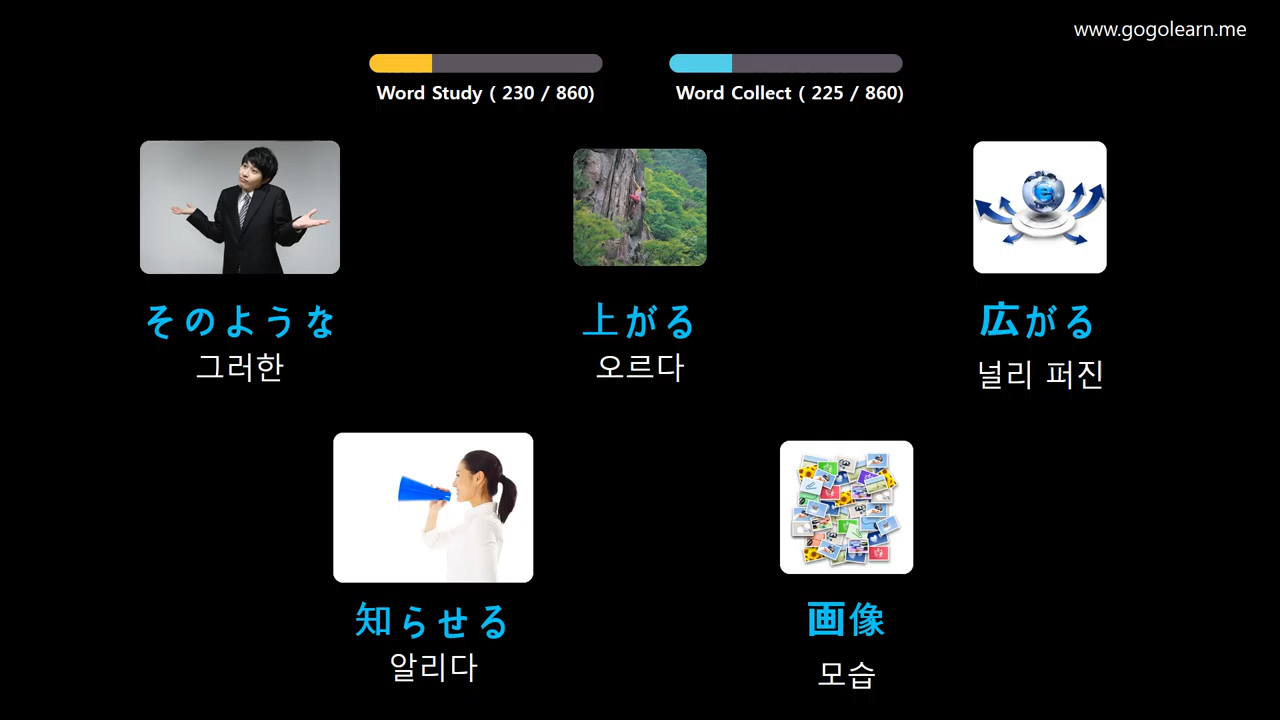 www.gogolearn.me
Word Study ( 230 / 860)
Word Collect ( 225 / 860)
そのような
그러한
上がる
오르다
広がる
널리 퍼진
知らせる
알리다
画像
모습